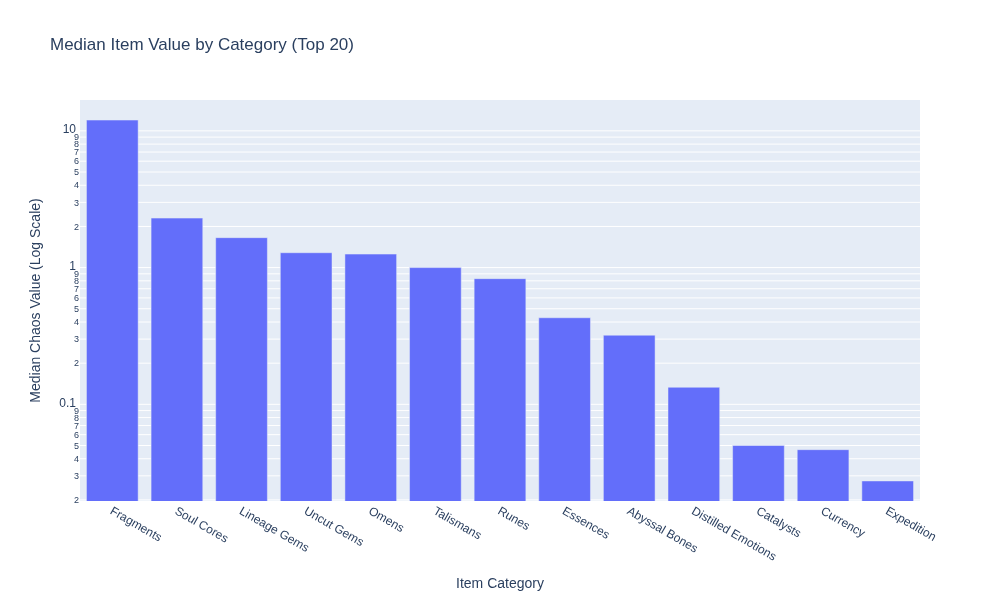 Median Item Value by Category (Top 20)
Median Chaos Value (Log Scale)
10
9
8
7
6
5
4
3
2
1
9
8
7
6
5
4
3
2
0.1
9
8
7
6
5
4
3
2
Fragments
Soul Cores
Lineage Gems
Uncut Gems
Omens
Talismans
Runes
Essences
Abyssal Bones
Distilled Emotions
Catalysts
Currency
Expedition
Item Category